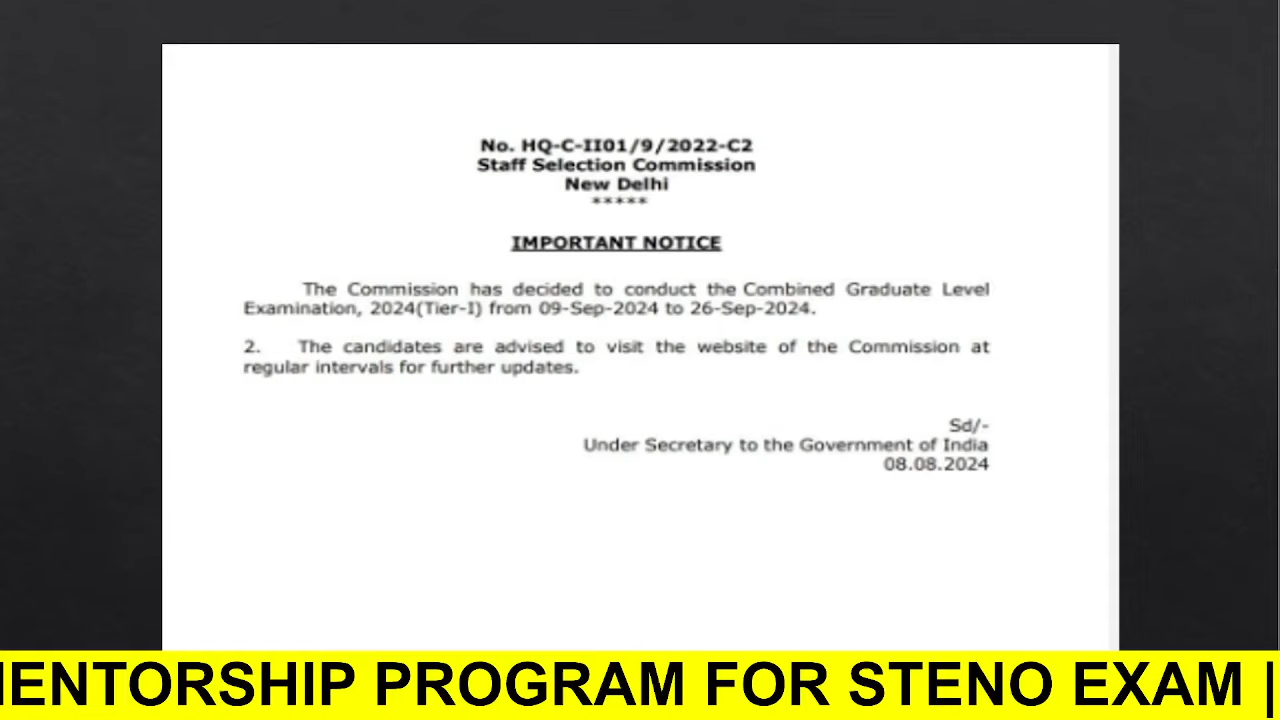 No. HQ-C-II01/9/2022-C2
Staff Selection Commission
New Delhi
*****
IMPORTANT NOTICE
The Commission has decided to conduct the Combined Graduate Level
Examination, 2024(Tier-I) from 09-Sep-2024 to 26-Sep-2024.
2. The candidates are advised to visit the website of the Commission at
regular intervals for further updates.
Sd/-
Under Secretary to the Government of India
08.08.2024
MENTORSHIP PROGRAM FOR STENO EXAM |